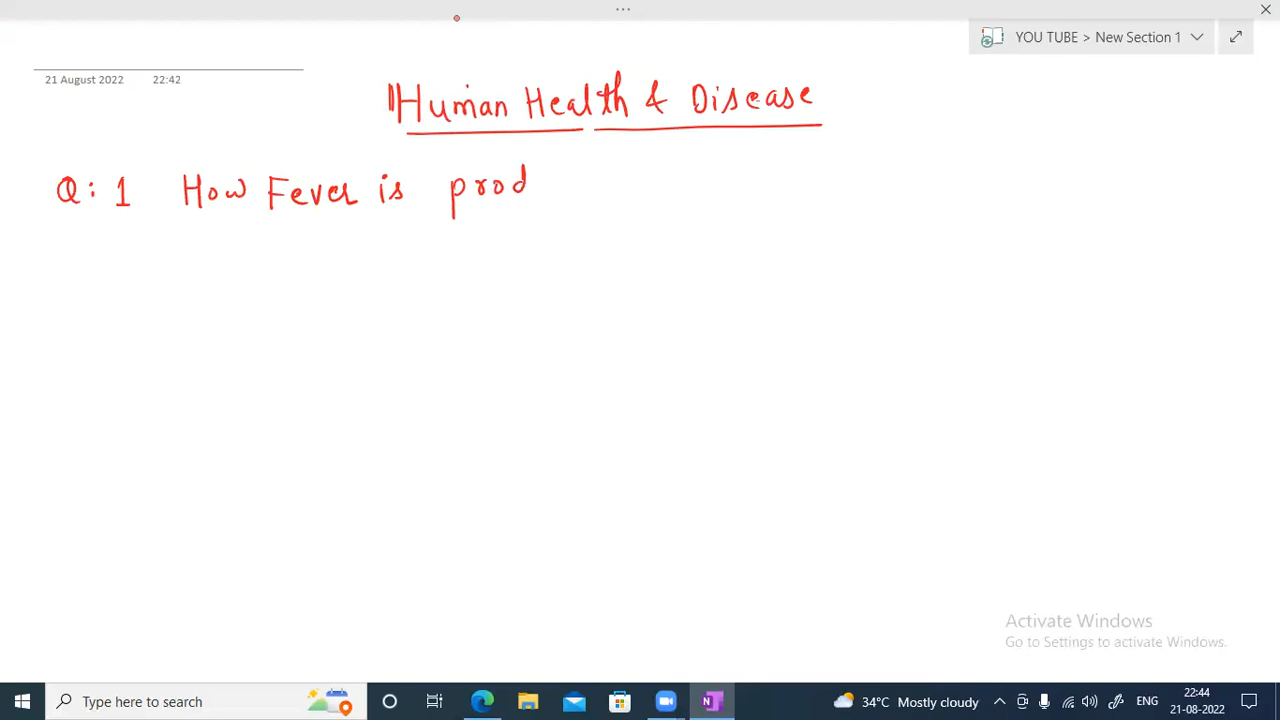 YOU TUBE > New Section 1
21 August 2022 22:42
Human Health & Disease
Q: 1 How Fever is prod
Activate Windows
Go to Settings to activate Windows.
Type here to search
34°C Mostly cloudy
ENG
22:44
21-08-2022